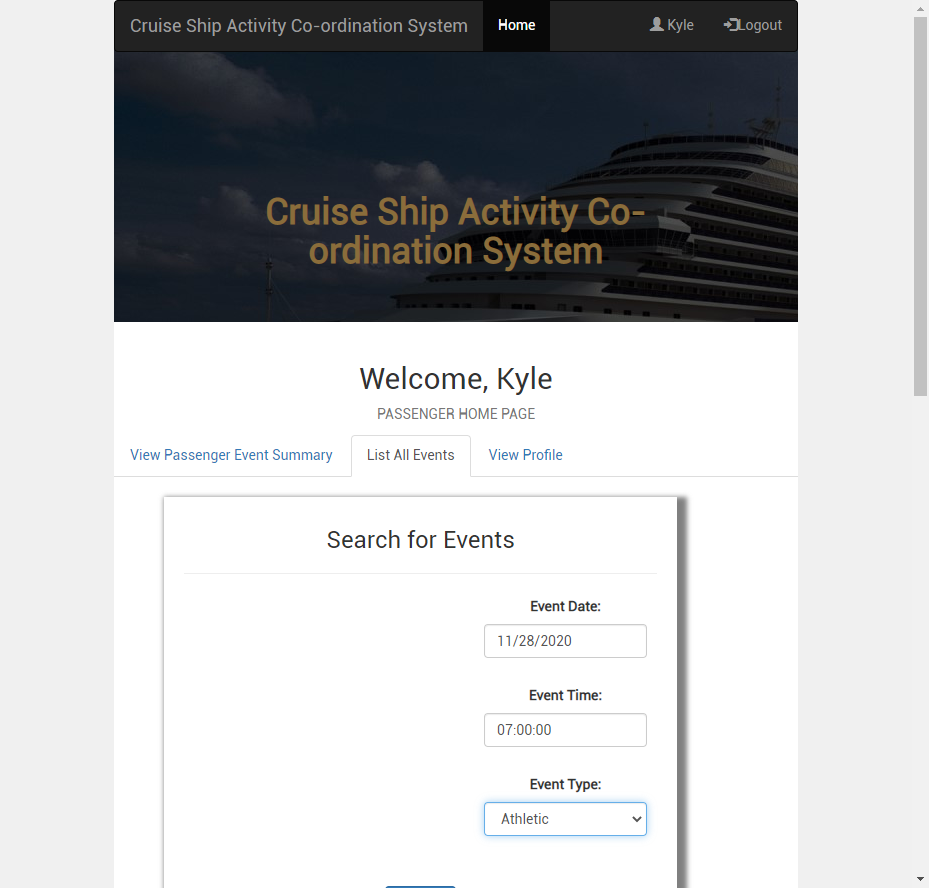 Cruise Ship Activity Co-ordination System Home Kyle Logout
Cruise Ship Activity Co-
ordination System
Welcome, Kyle
PASSENGER HOME PAGE
View Passenger Event Summary List All Events View Profile
Search for Events
Event Date:
11/28/2020
Event Time:
07:00:00
Event Type:
Athletic